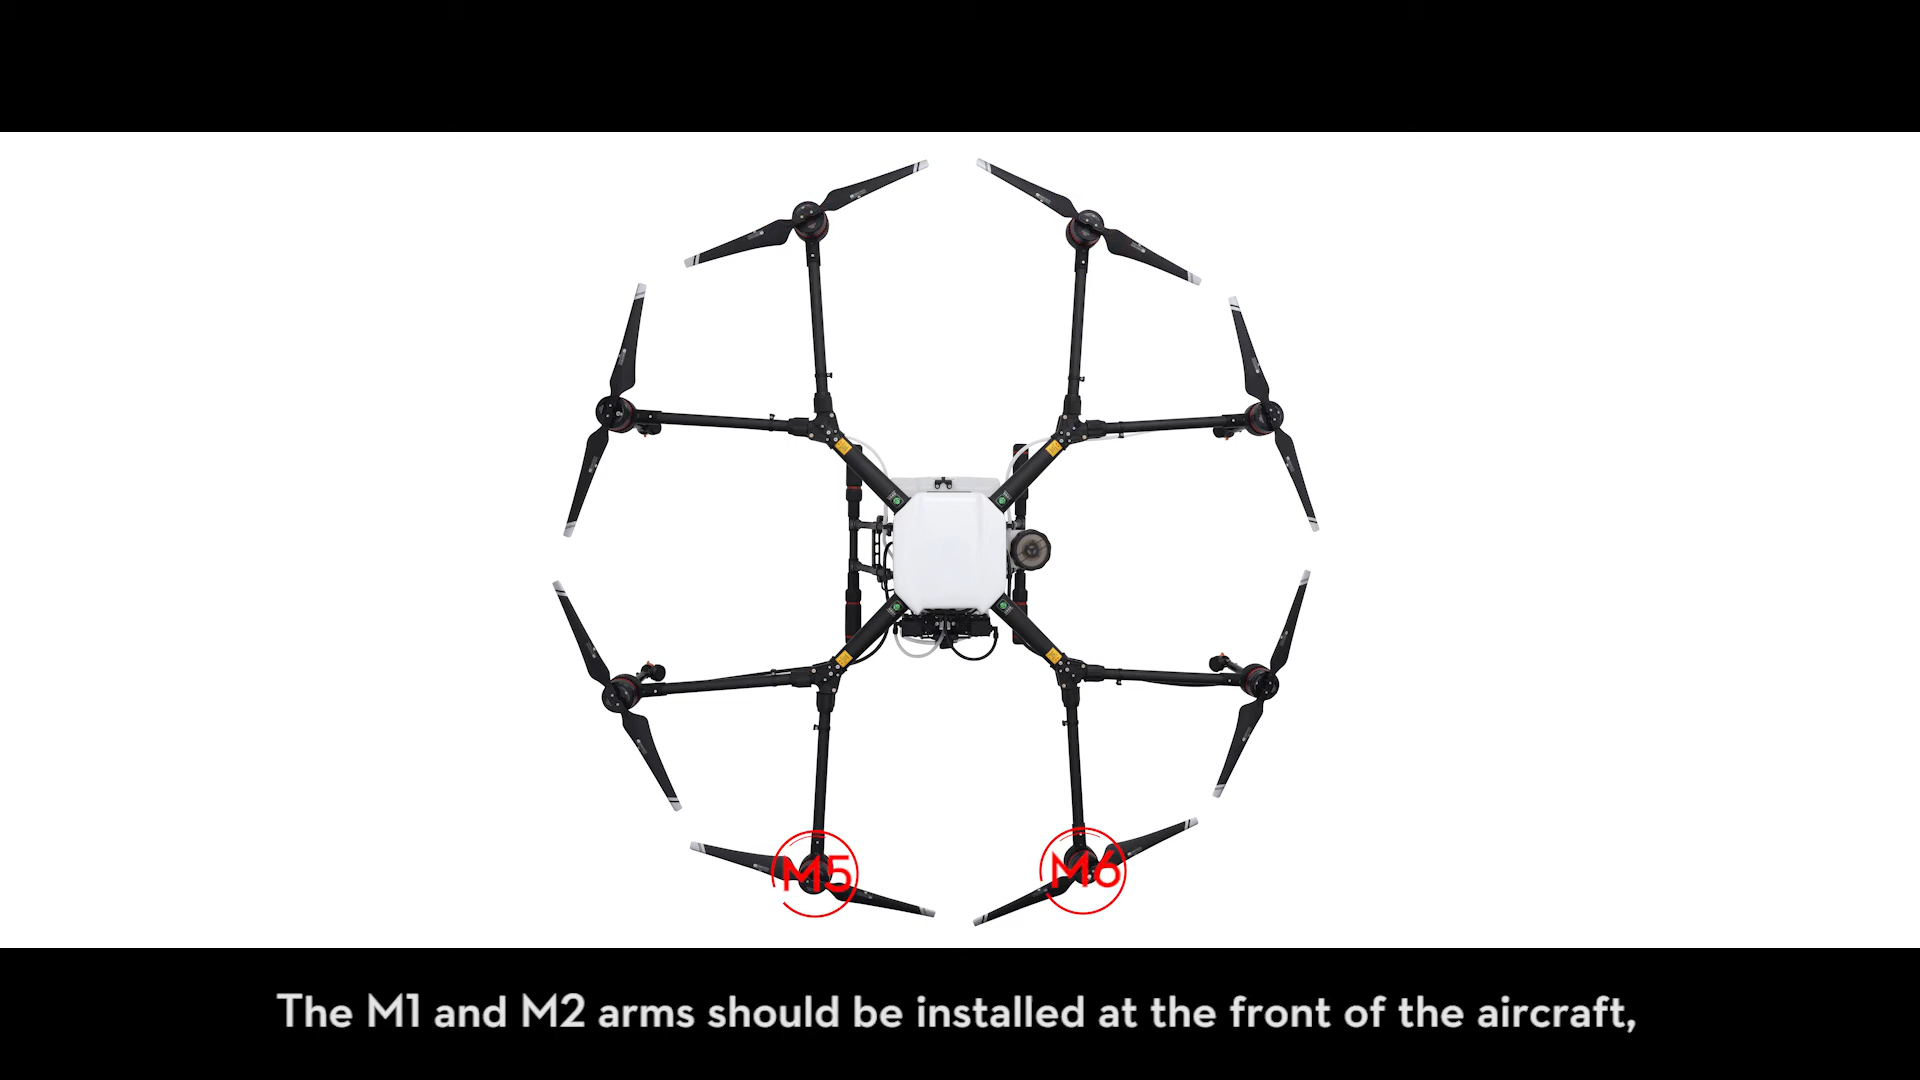 M5 M6
The M1 and M2 arms should be installed at the front of the aircraft,